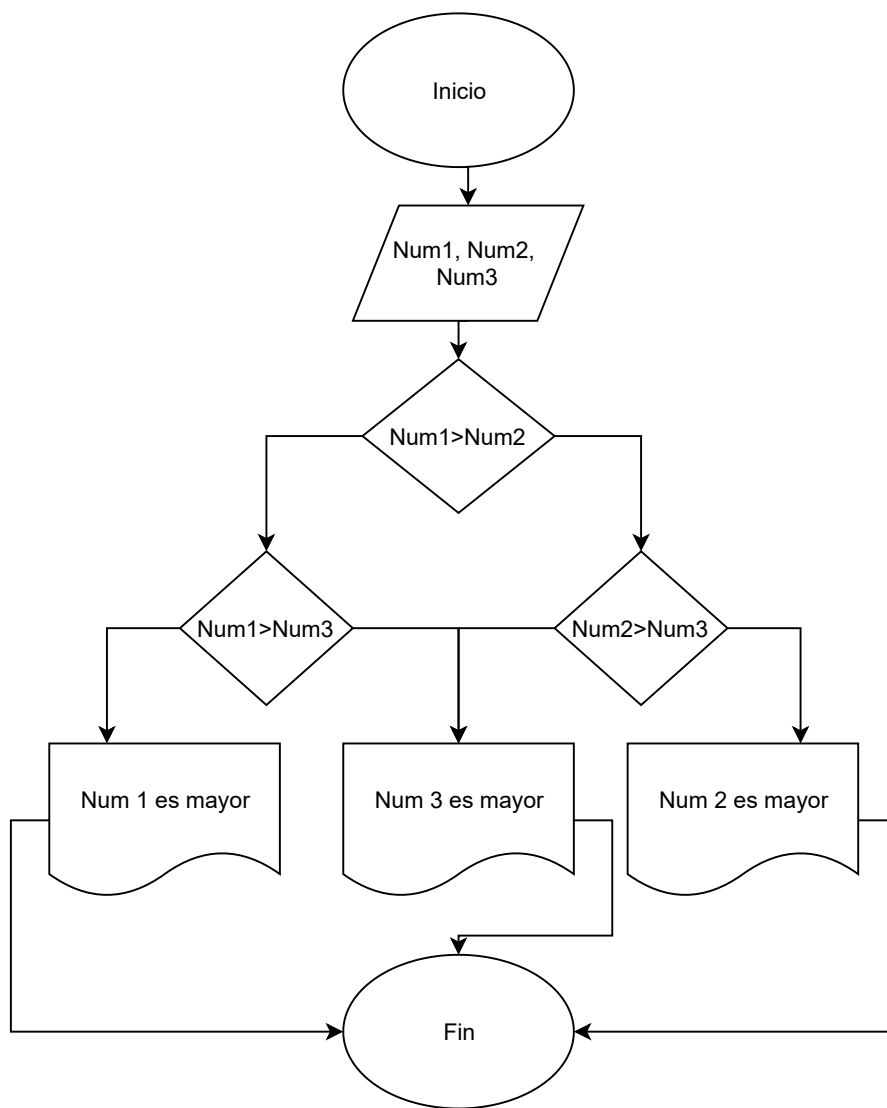 Inicio
Num1, Num2,
Num3
Num1>Num2
Num1>Num3
Num2>Num3
Num 1 es mayor
Num 3 es mayor
Num 2 es mayor
Fin